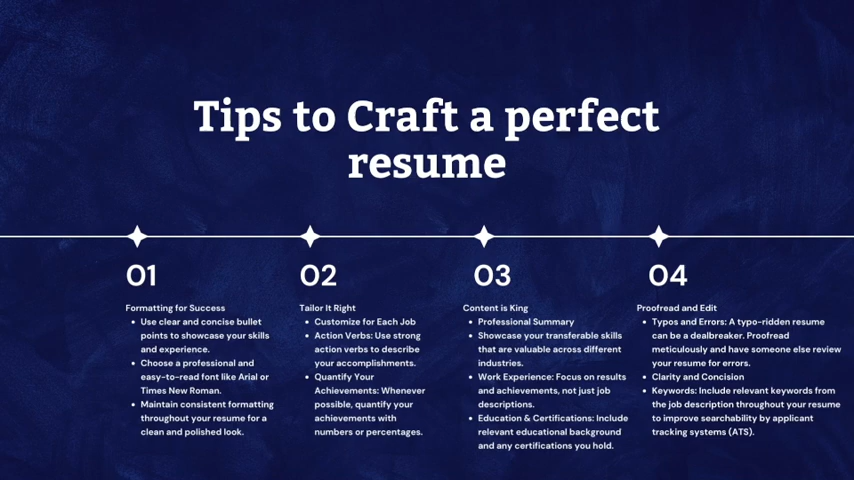 Tips to Craft a perfect
resume
01
Formatting for Success
• Use clear and concise bullet
points to showcase your skills
and experience.
• Choose a professional and
easy-to-read font like Arial or
Times New Roman.
• Maintain consistent formatting
throughout your resume for a
clean and polished look.
02
Tailor It Right
• Customize for Each Job
• Action Verbs: Use strong
action verbs to describe
your accomplishments.
• Quantify Your
Achievements: Whenever
possible, quantify your
achievements with
numbers or percentages.
03
Content is King
• Professional Summary
• Showcase your transferable skills
that are valuable across different
industries.
• Work Experience: Focus on results
and achievements, not just job
descriptions.
• Education & Certifications: Include
relevant educational background
and any certifications you hold.
04
Proofread and Edit
• Typos and Errors: A typo-ridden resume
can be a dealbreaker. Proofread
meticulously and have someone else review
your resume for errors.
• Clarity and Concision
• Keywords: Include relevant keywords from
the job description throughout your resume
to improve searchability by applicant
tracking systems (ATS).